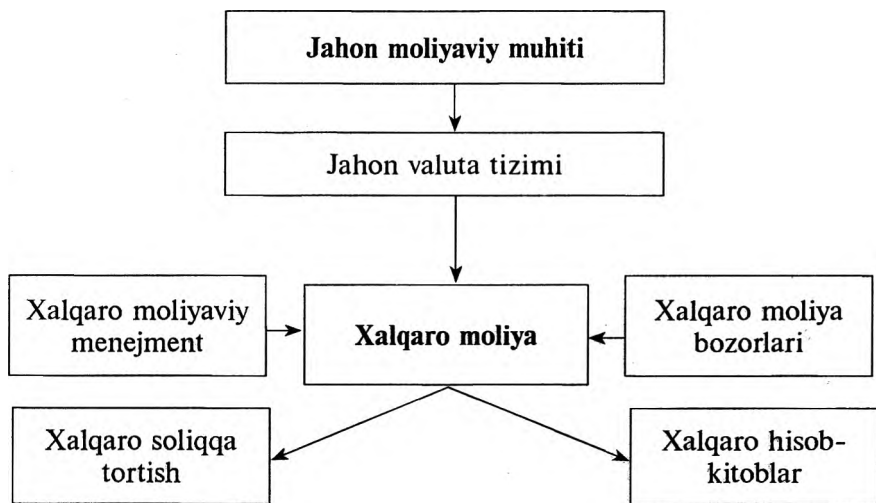 Jahon moliyaviy muhiti
Jahon valuta tizimi
Xalqaro moliyaviy
menejment
Xalqaro moliya
Xalqaro moliya
bozorlari
Xalqaro soliqqa
tortish
Xalqaro hisob-
kitoblar